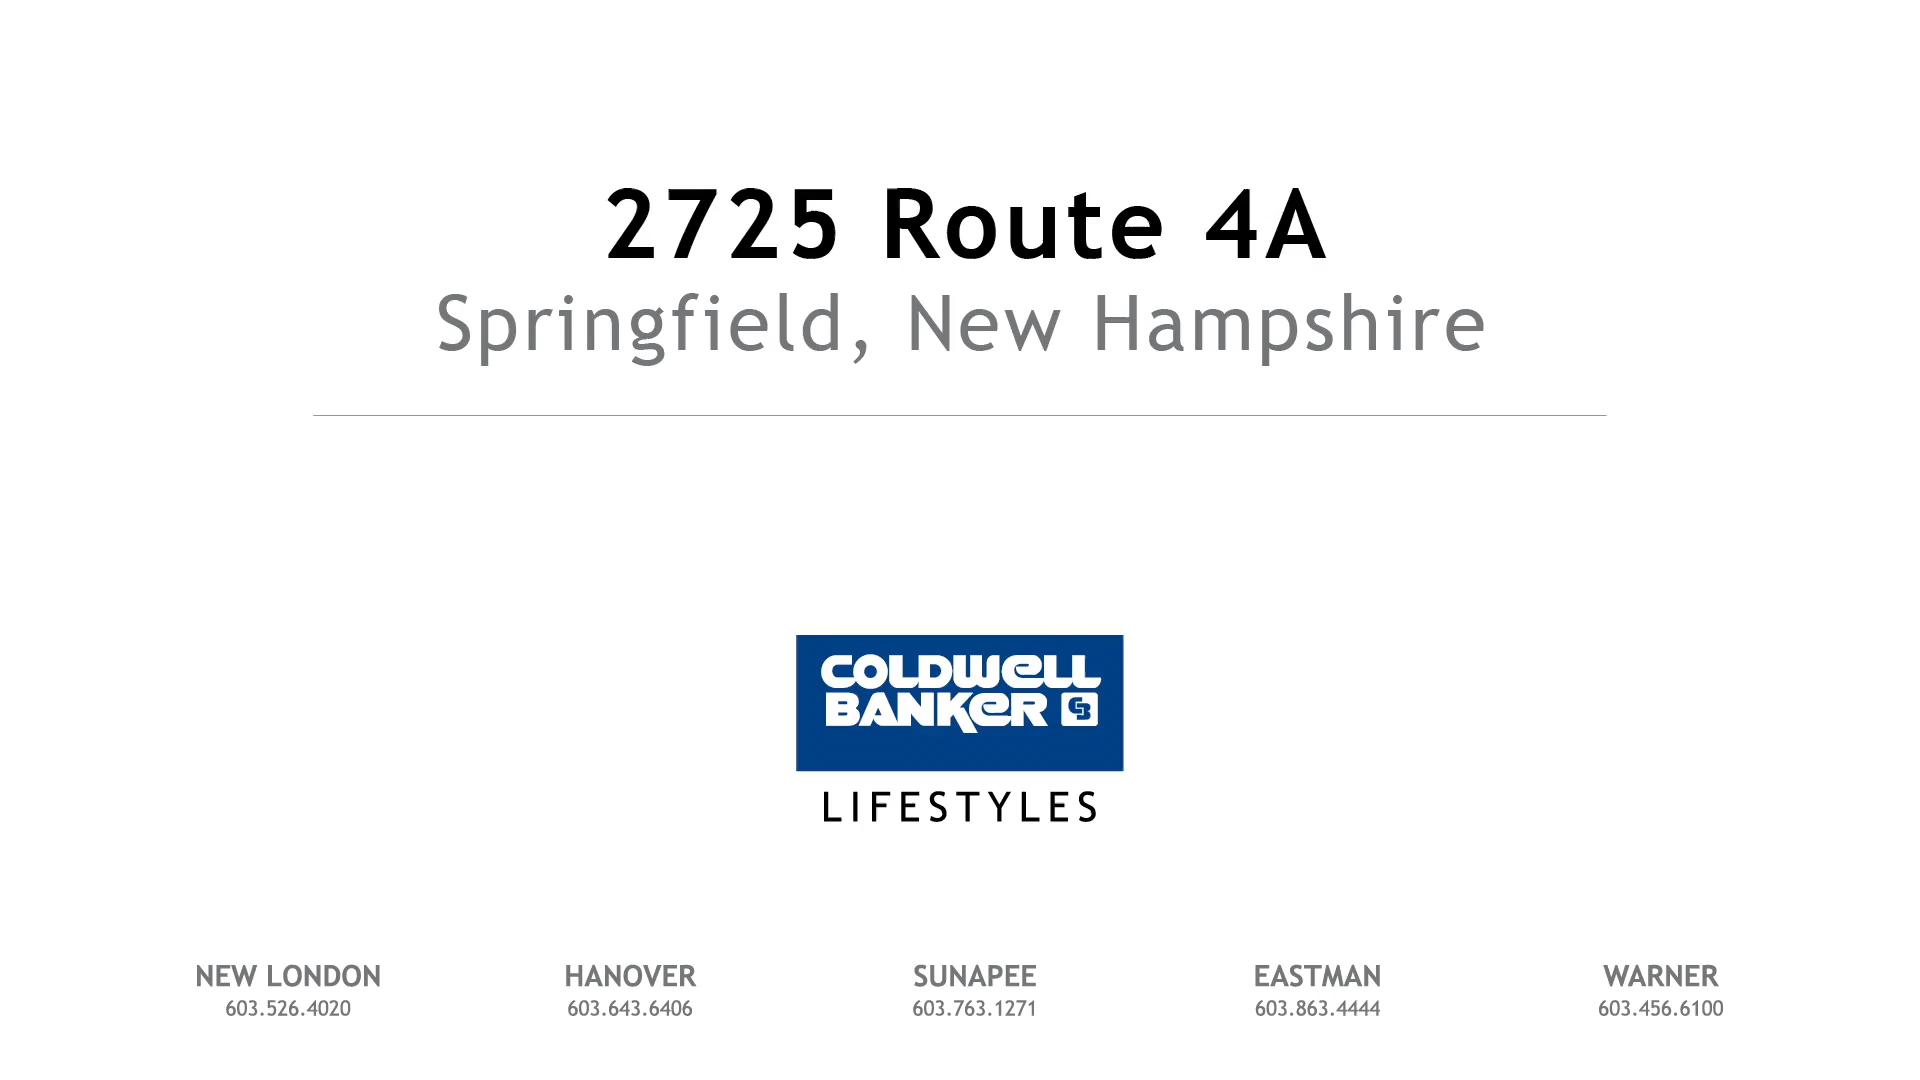 2725 Route 4A
Springfield, New Hampshire
COLDWELL
BANKER CB
LIFESTYLES
NEW LONDON HANOVER SUNAPEE EASTMAN WARNER
603.526.4020 603.643.6406 603.763.1271 603.863.4444 603.456.6100